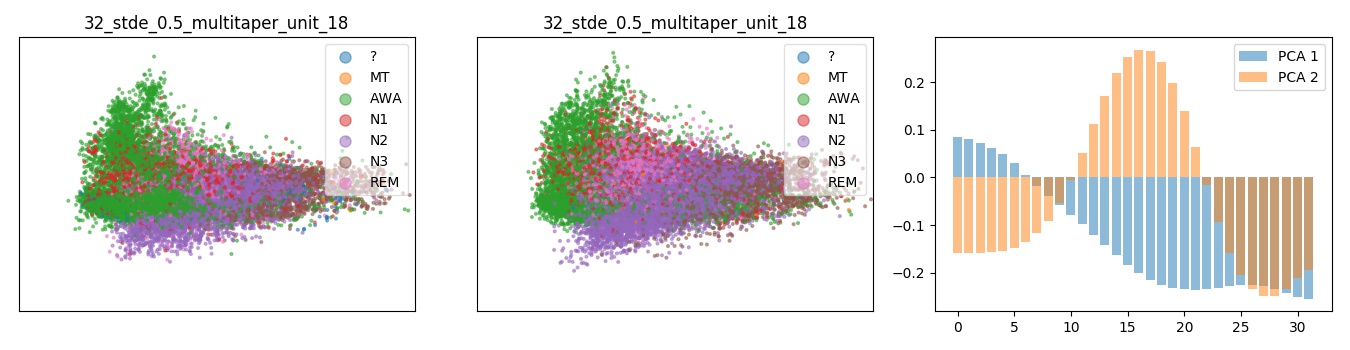 32_stde_0.5_multitaper_unit_18
?
MT
AWA
N1
N2
N3
REM
32_stde_0.5_multitaper_unit_18
?
MT
AWA
N1
N2
N3
REM
PCA 1
PCA 2
0.2
0.1
0.0
−0.1
−0.2
0 5 10 15 20 25 30